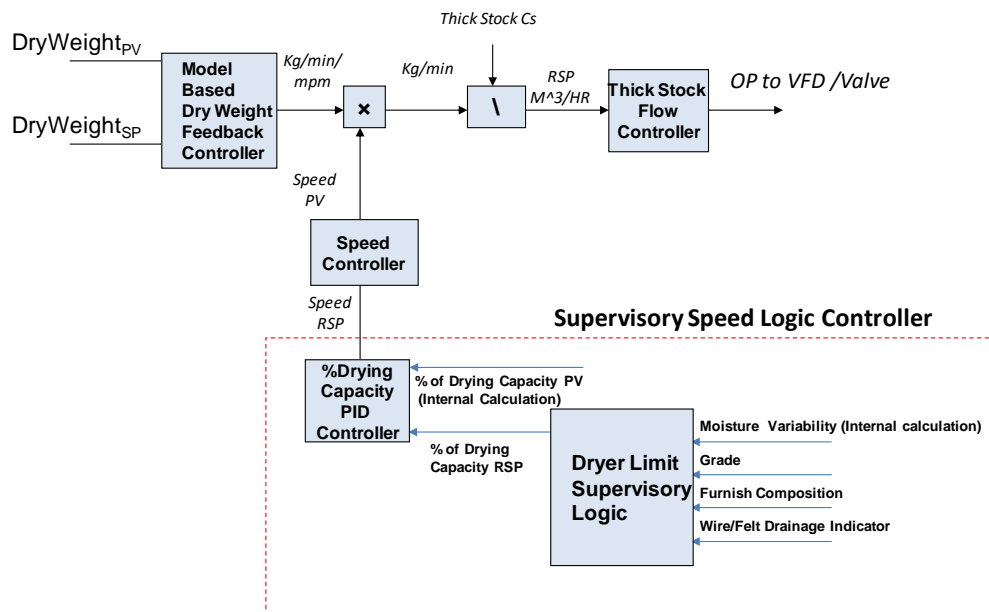 DryWeightPV
DryWeightSP
Model
Based
Dry Weight
Feedback
Controller
Kg/min/
mpm
×
Kg/min
Thick Stock Cs
\
RSP
M^3/HR
Thick Stock
Flow
Controller
OP to VFD /Valve
Speed
PV
Speed
Controller
Speed
RSP
Supervisory Speed Logic Controller
%Drying
Capacity
PID
Controller
% of Drying Capacity PV
(Internal Calculation)
% of Drying
Capacity RSP
Dryer Limit
Supervisory
Logic
Moisture Variability (Internal calculation)
Grade
Furnish Composition
Wire/Felt Drainage Indicator